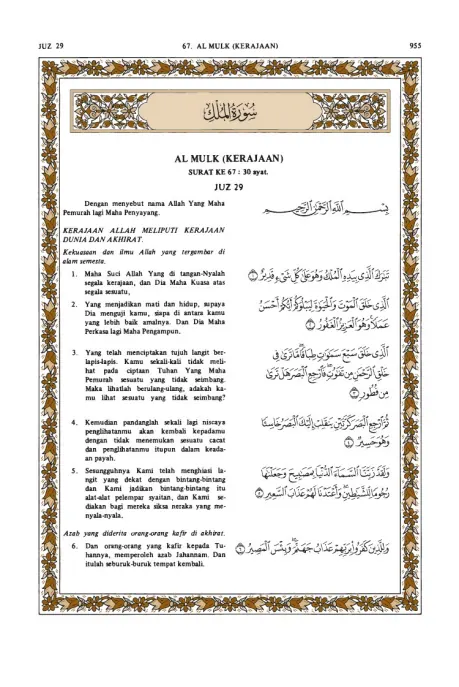 JUZ 29 67. AL MULK (KERAJAAN) 955
سُورَةُ الْمُلْكِ
AL MULK (KERAJAAN)
SURAT KE 67 : 30 ayat.
JUZ 29
Dengan menyebut nama Allah Yang Maha
Pemurah lagi Maha Penyayang.
بِسْمِ اللَّهِ الرَّحْمَٰنِ الرَّحِيمِ
KERAJAAN ALLAH MELIPUTI KERAJAAN
DUNIA DAN AKHIRAT.
Kekuasaan dan ilmu Allah yang tergambar di
alam semesta.
1. Maha Suci Allah Yang di tangan-Nyalah
segala kerajaan, dan Dia Maha Kuasa atas
segala sesuatu,
تَبَٰرَكَ الَّذِي بِيَدِهِ الْمُلْكُ وَهُوَ عَلَىٰ كُلِّ شَيْءٍ قَدِيرٌ ①
2. Yang menjadikan mati dan hidup, supaya
Dia menguji kamu, siapa di antara kamu
yang lebih baik amalnya. Dan Dia Maha
Perkasa lagi Maha Pengampun.
الَّذِي خَلَقَ الْمَوْتَ وَالْحَيَوٰةَ لِيَبْلُوَكُمْ أَيُّكُمْ أَحْسَنُ
عَمَلًا وَهُوَ الْعَزِيزُ الْغَفُورُ ②
3. Yang telah menciptakan tujuh langit ber-
lapis-lapis. Kamu sekali-kali tidak meli-
hat pada ciptaan Tuhan Yang Maha
Pemurah sesuatu yang tidak seimbang.
Maka lihatlah berulang-ulang, adakah ka-
mu lihat sesuatu yang tidak seimbang?
الَّذِي خَلَقَ سَبْعَ سَمَٰوَٰتٍ طِبَاقًا مَّا تَرَىٰ فِي
خَلْقِ الرَّحْمَٰنِ مِن تَفَٰوُتٍ فَارْجِعِ الْبَصَرَ هَلْ تَرَىٰ
مِن فُطُورٍ ③
4. Kemudian pandanglah sekali lagi niscaya
penglihatanmu akan kembali kepadamu
dengan tidak menemukan sesuatu cacat
dan penglihatanmu itupun dalam keada-
an payah.
ثُمَّ ارْجِعِ الْبَصَرَ كَرَّتَيْنِ يَنقَلِبْ إِلَيْكَ الْبَصَرُ خَاسِئًا
وَهُوَ حَسِيرٌ ④
5. Sesungguhnya Kami telah menghiasi la-
ngit yang dekat dengan bintang-bintang
dan Kami jadikan bintang-bintang itu
alat-alat pelempar syaitan, dan Kami se-
diakan bagi mereka siksa neraka yang me-
nyala-nyala.
وَلَقَدْ زَيَّنَّا السَّمَاءَ الدُّنْيَا بِمَصَٰبِيحَ وَجَعَلْنَٰهَا
رُجُومًا لِّلشَّيَٰطِينِ وَأَعْتَدْنَا لَهُمْ عَذَابَ السَّعِيرِ ⑤
Azab yang diderita orang-orang kafir di akhirat.
6. Dan orang-orang yang kafir kepada Tu-
hannya, memperoleh azab Jahannam. Dan
itulah seburuk-buruk tempat kembali.
وَلِلَّذِينَ كَفَرُوا بِرَبِّهِمْ عَذَابُ جَهَنَّمَ وَبِئْسَ الْمَصِيرُ ⑥